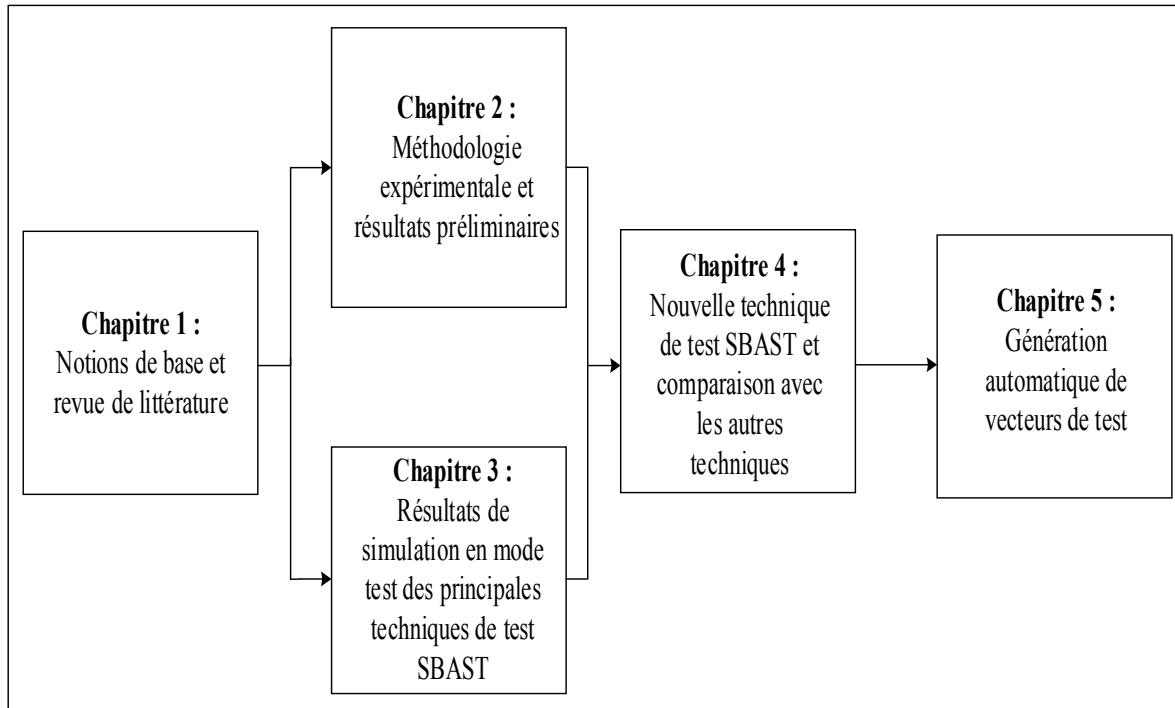 Chapitre 1 :
Notions de base et
revue de littérature
Chapitre 2 :
Méthodologie
expérimentale et
résultats préliminaires
Chapitre 3 :
Résultats de
simulation en mode
test des principales
techniques de test
SBAST
Chapitre 4 :
Nouvelle technique
de test SBAST et
comparaison avec
les autres
techniques
Chapitre 5 :
Génération
automatique de
vecteurs de test